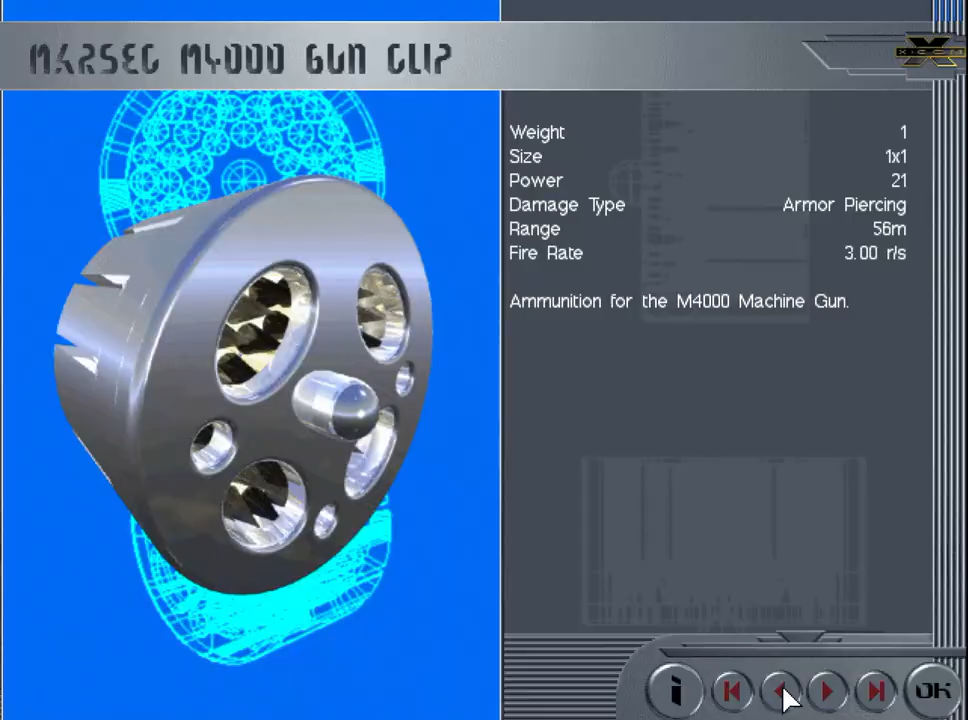 MARSEC M4000 GUN CLIP
X-COM
Weight 1
Size 1x1
Power 21
Damage Type Armor Piercing
Range 56m
Fire Rate 3.00 r/s
Ammunition for the M4000 Machine Gun.
i OK